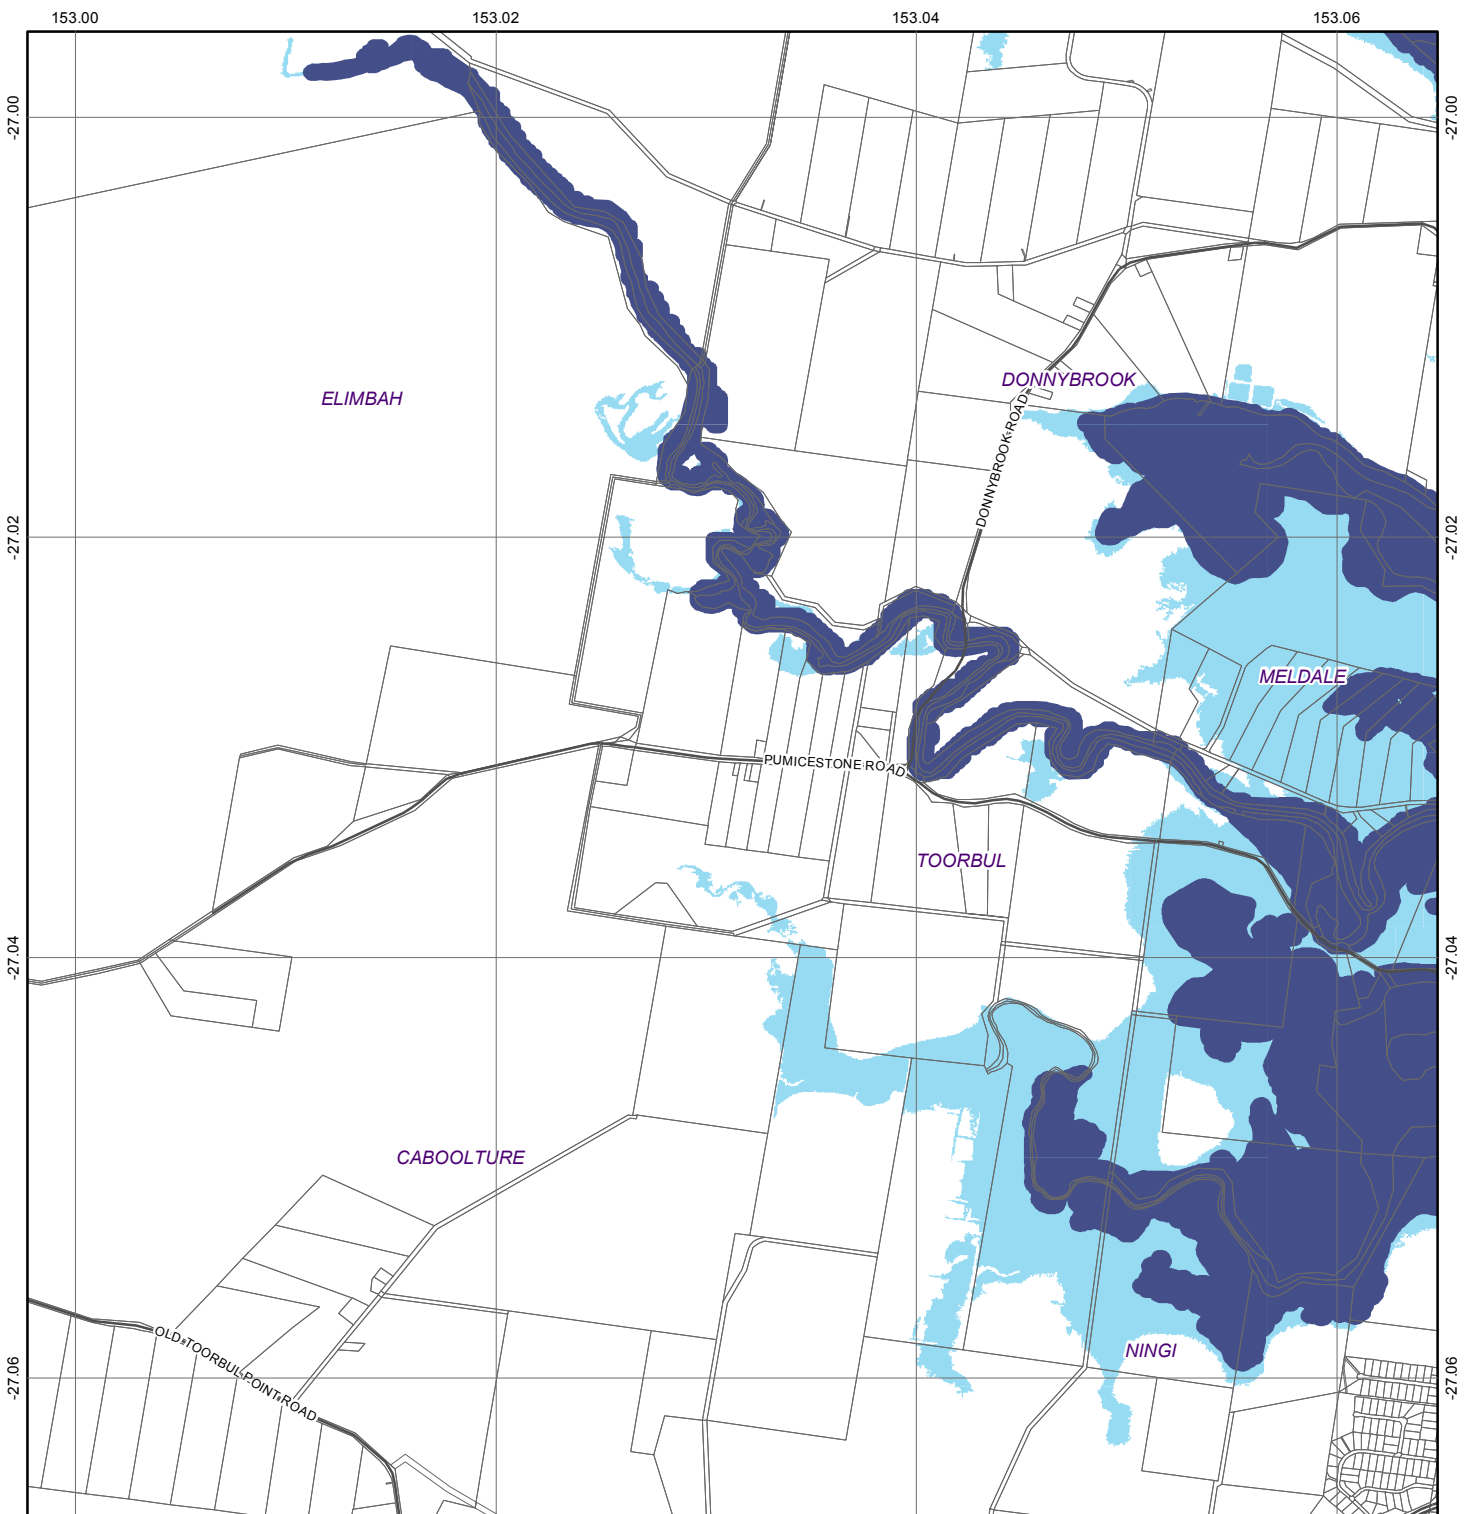 153.00 153.02 153.04 153.06
-27.00 -27.00
ELIMBAH
DONNYBROOK
DONNYBROOK ROAD
-27.02 -27.02
MELDALE
PUMICESTONE ROAD
TOORBUL
-27.04 -27.04
CABOOLTURE
NINGI
OLD TOORBUL POINT ROAD
-27.06 -27.06